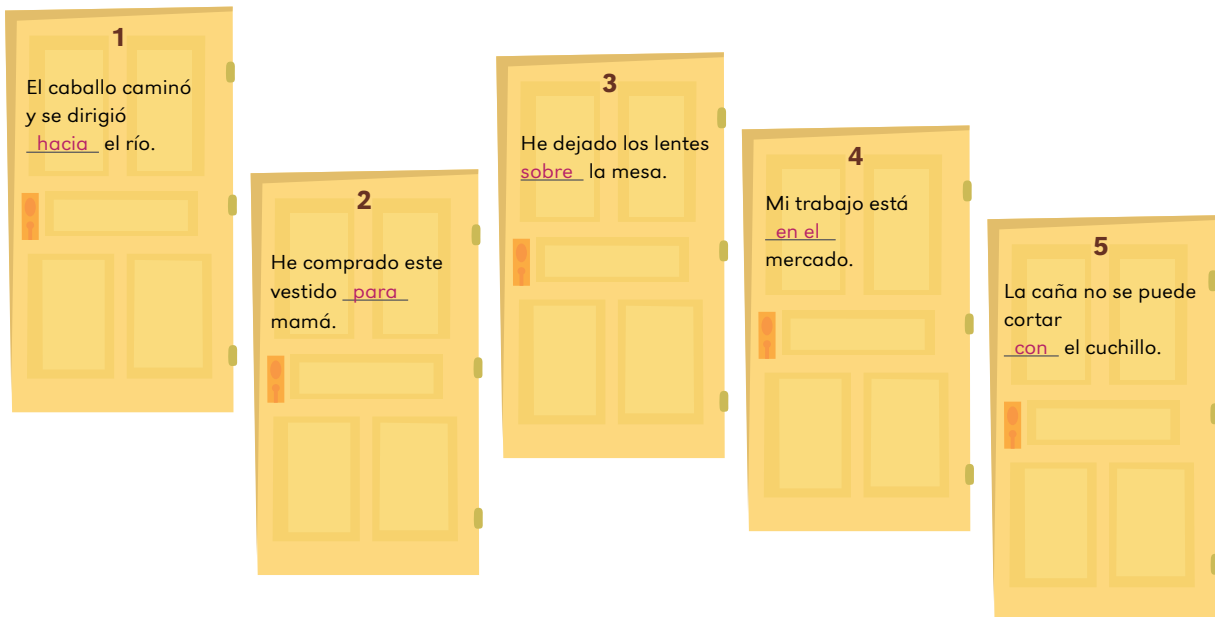 1
El caballo caminó
y se dirigió
hacia el río.
2
He comprado este
vestido para
mamá.
3
He dejado los lentes
sobre la mesa.
4
Mi trabajo está
en el
mercado.
5
La caña no se puede
cortar
con el cuchillo.